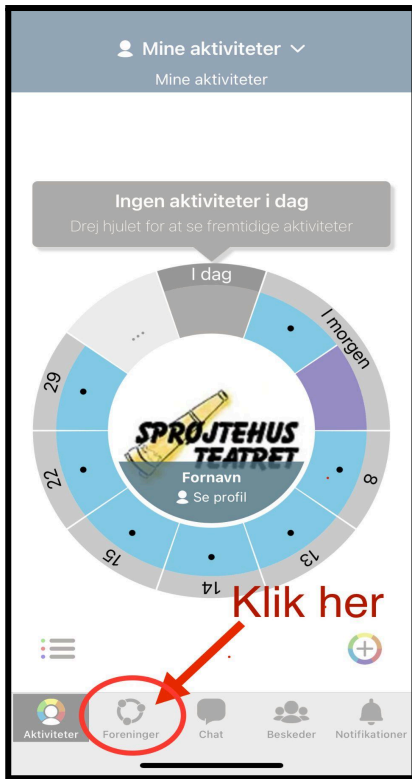 Mine aktiviteter
Mine aktiviteter
Ingen aktiviteter i dag
Drej hjulet for at se fremtidige aktiviteter
I dag
...
I morgen
29
8
22
15
14
13
SPRØJTEHUS
TEATRET
Fornavn
Se profil
Klik her
Aktiviteter
Foreninger
Chat
Beskeder
Notifikationer